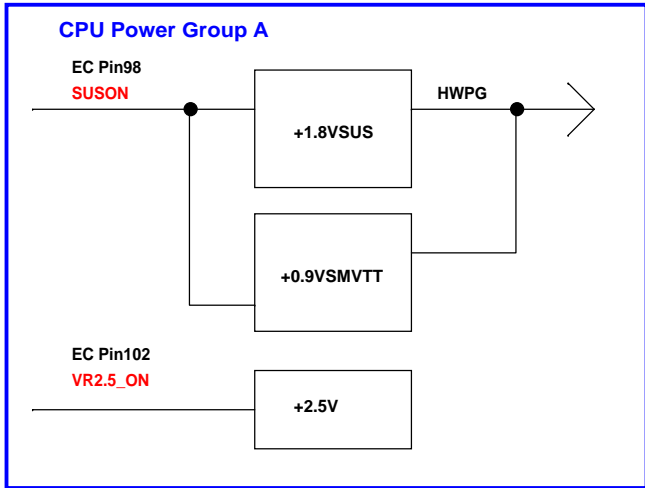 CPU Power Group A
EC Pin98
SUSON
HWPG
+1.8VSUS
+0.9VSMVTT
EC Pin102
VR2.5_ON
+2.5V